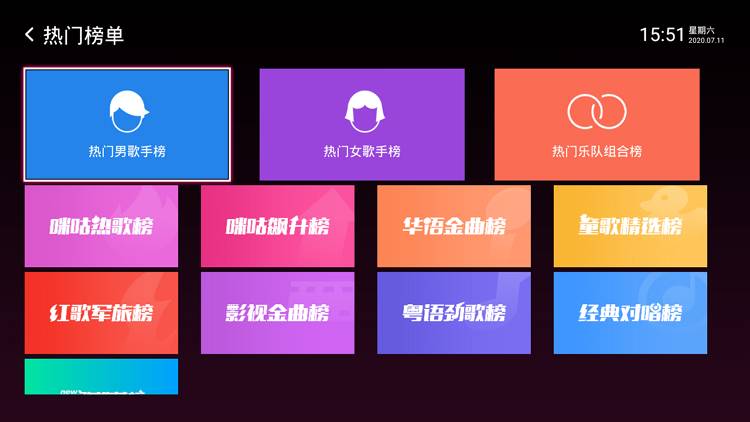 热门榜单
15:51
星期六
2020.07.11
热门男歌手榜
热门女歌手榜
热门乐队组合榜
咪咕热歌榜
咪咕飙升榜
华语金曲榜
童歌精选榜
红歌军旅榜
影视金曲榜
粤语劲歌榜
经典对唱榜
new